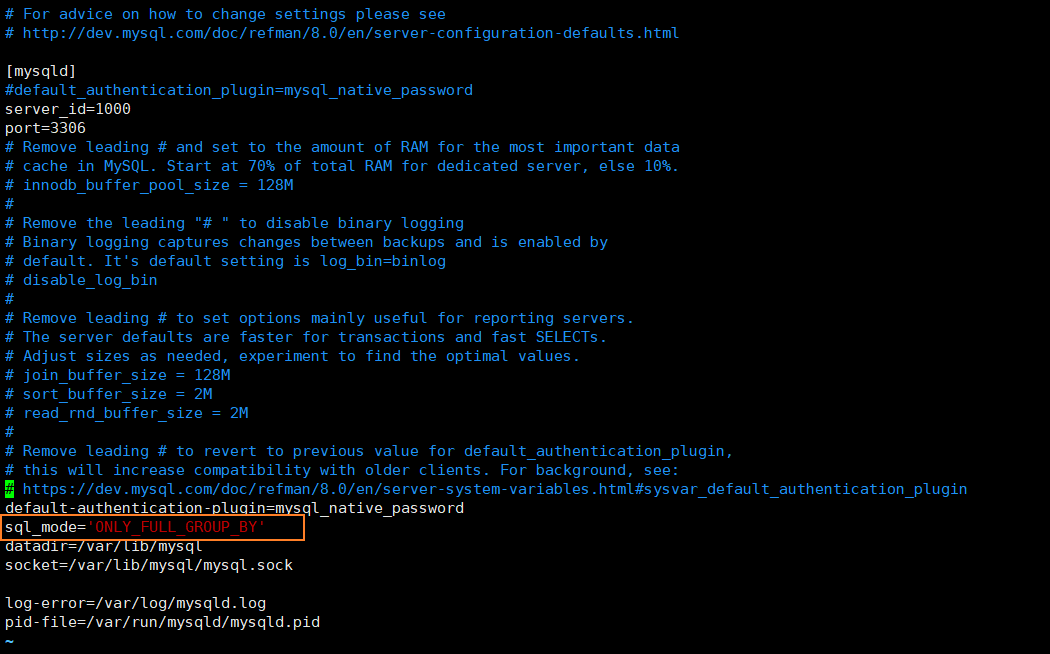 # For advice on how to change settings please see
# http://dev.mysql.com/doc/refman/8.0/en/server-configuration-defaults.html
[mysqld]
#default_authentication_plugin=mysql_native_password
server_id=1000
port=3306
# Remove leading # and set to the amount of RAM for the most important data
# cache in MySQL. Start at 70% of total RAM for dedicated server, else 10%.
# innodb_buffer_pool_size = 128M
#
# Remove the leading "# " to disable binary logging
# Binary logging captures changes between backups and is enabled by
# default. It's default setting is log_bin=binlog
# disable_log_bin
#
# Remove leading # to set options mainly useful for reporting servers.
# The server defaults are faster for transactions and fast SELECTs.
# Adjust sizes as needed, experiment to find the optimal values.
# join_buffer_size = 128M
# sort_buffer_size = 2M
# read_rnd_buffer_size = 2M
#
# Remove leading # to revert to previous value for default_authentication_plugin,
# this will increase compatibility with older clients. For background, see:
# https://dev.mysql.com/doc/refman/8.0/en/server-system-variables.html#sysvar_default_authentication_plugin
default-authentication-plugin=mysql_native_password
sql_mode='ONLY_FULL_GROUP_BY'
datadir=/var/lib/mysql
socket=/var/lib/mysql/mysql.sock
log-error=/var/log/mysqld.log
pid-file=/var/run/mysqld/mysqld.pid
~